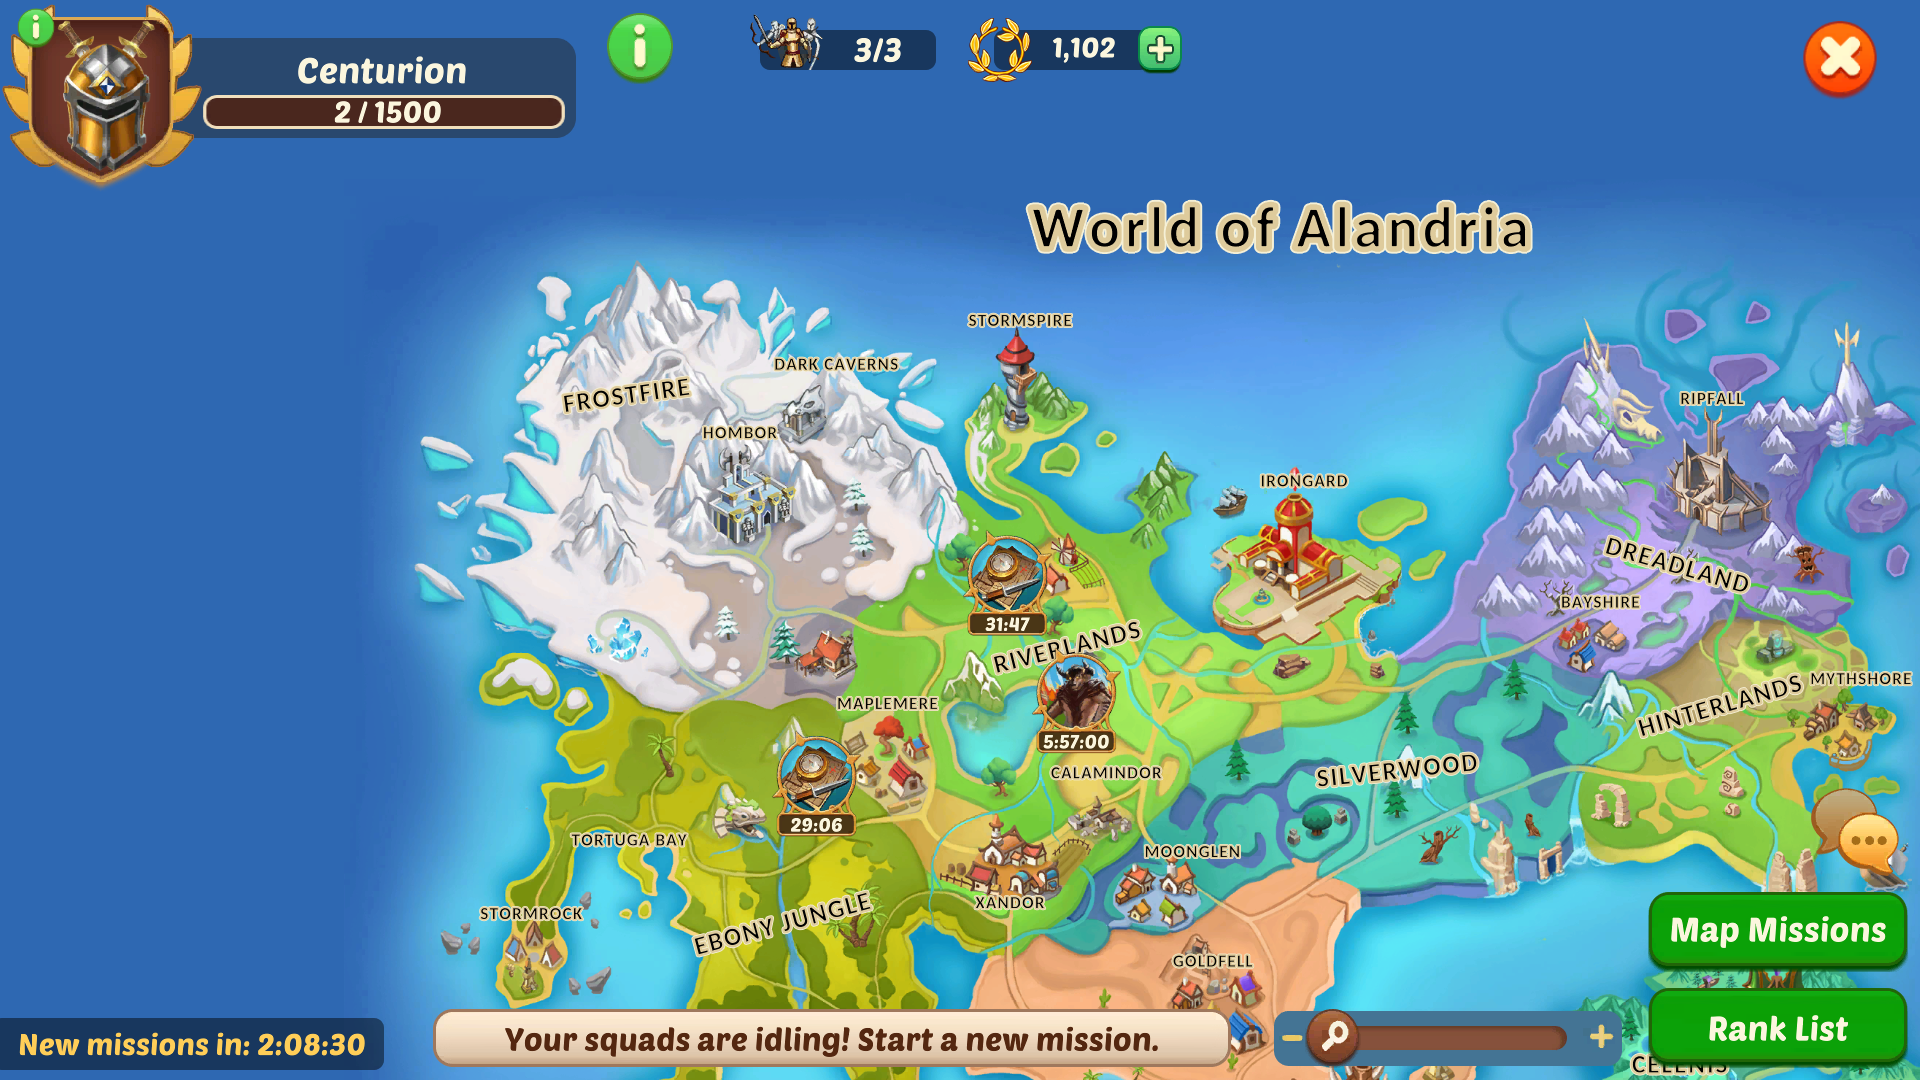 Centurion
2 / 1500
3/3
1,102
World of Alandria
STORMSPIRE
DARK CAVERNS
FROSTFIRE
RIPFALL
HOMBOR
IRONGARD
DREADLAND
BAYSHIRE
31:47
RIVERLANDS
MYTHSHORE
HINTERLANDS
MAPLEMERE
5:57:00
CALAMINDOR
SILVERWOOD
29:06
TORTUGA BAY
MOONGLEN
XANDOR
STORMROCK
EBONY JUNGLE
GOLDFELL
Map Missions
Rank List
CELENIS
New missions in: 2:08:30
Your squads are idling! Start a new mission.